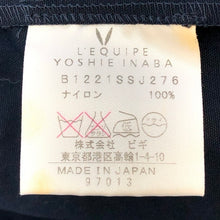 L'EQUIPE
YOSHIE INABA
B1221SSJ276
ナイロン 100%
株式会社 ビギ
東京都港区高輪1-4-10
MADE IN JAPAN
97013